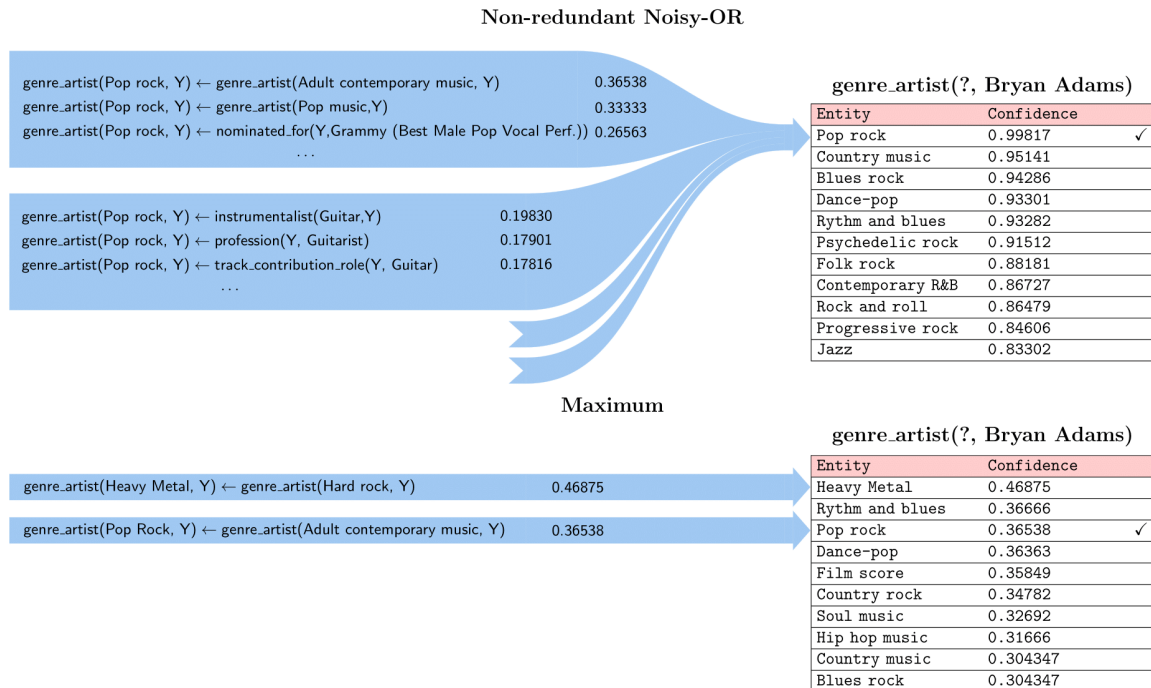 Non-redundant Noisy-OR
genre_artist(Pop rock, Y) ← genre_artist(Adult contemporary music, Y) 0.36538
genre_artist(Pop rock, Y) ← genre_artist(Pop music,Y) 0.33333
genre_artist(Pop rock, Y) ← nominated_for(Y,Grammy (Best Male Pop Vocal Perf.)) 0.26563
...
genre_artist(Pop rock, Y) ← instrumentalist(Guitar,Y) 0.19830
genre_artist(Pop rock, Y) ← profession(Y, Guitarist) 0.17901
genre_artist(Pop rock, Y) ← track_contribution_role(Y, Guitar) 0.17816
...
genre_artist(?, Bryan Adams)
Entity Confidence
Pop rock 0.99817 ✓
Country music 0.95141
Blues rock 0.94286
Dance-pop 0.93301
Rythm and blues 0.93282
Psychedelic rock 0.91512
Folk rock 0.88181
Contemporary R&B 0.86727
Rock and roll 0.86479
Progressive rock 0.84606
Jazz 0.83302
Maximum
genre_artist(Heavy Metal, Y) ← genre_artist(Hard rock, Y) 0.46875
genre_artist(Pop Rock, Y) ← genre_artist(Adult contemporary music, Y) 0.36538
genre_artist(?, Bryan Adams)
Entity Confidence
Heavy Metal 0.46875
Rythm and blues 0.36666
Pop rock 0.36538 ✓
Dance-pop 0.36363
Film score 0.35849
Country rock 0.34782
Soul music 0.32692
Hip hop music 0.31666
Country music 0.304347
Blues rock 0.304347